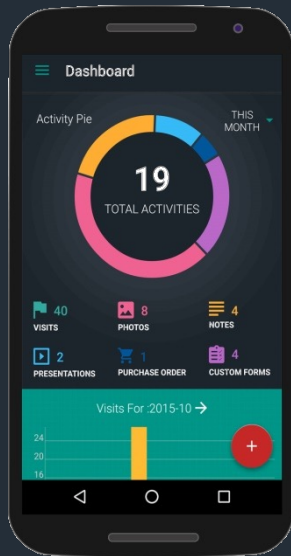 Dashboard
Activity Pie
THIS
MONTH
19
TOTAL ACTIVITIES
40
VISITS
8
PHOTOS
4
NOTES
2
PRESENTATIONS
1
PURCHASE ORDER
4
CUSTOM FORMS
Visits For :2015-10
24
20
16